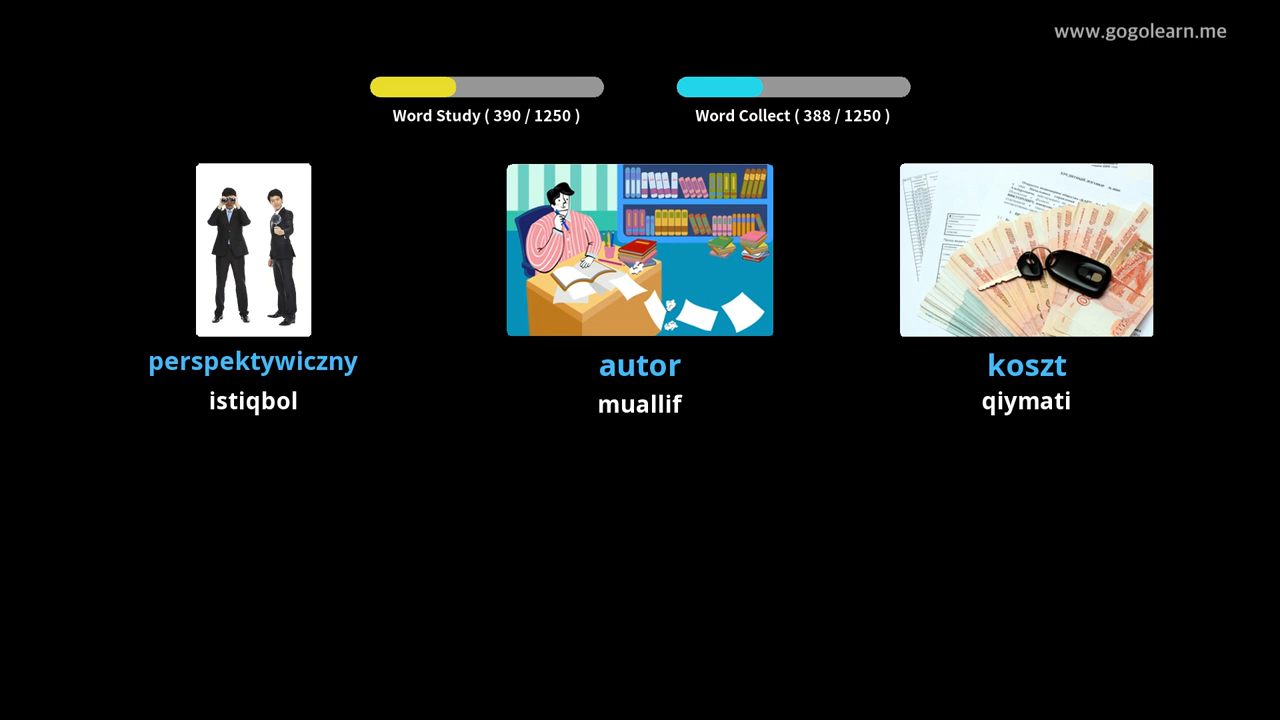 www.gogolearn.me
Word Study ( 390 / 1250 )
Word Collect ( 388 / 1250 )
perspektywiczny
istiqbol
autor
muallif
koszt
qiymati